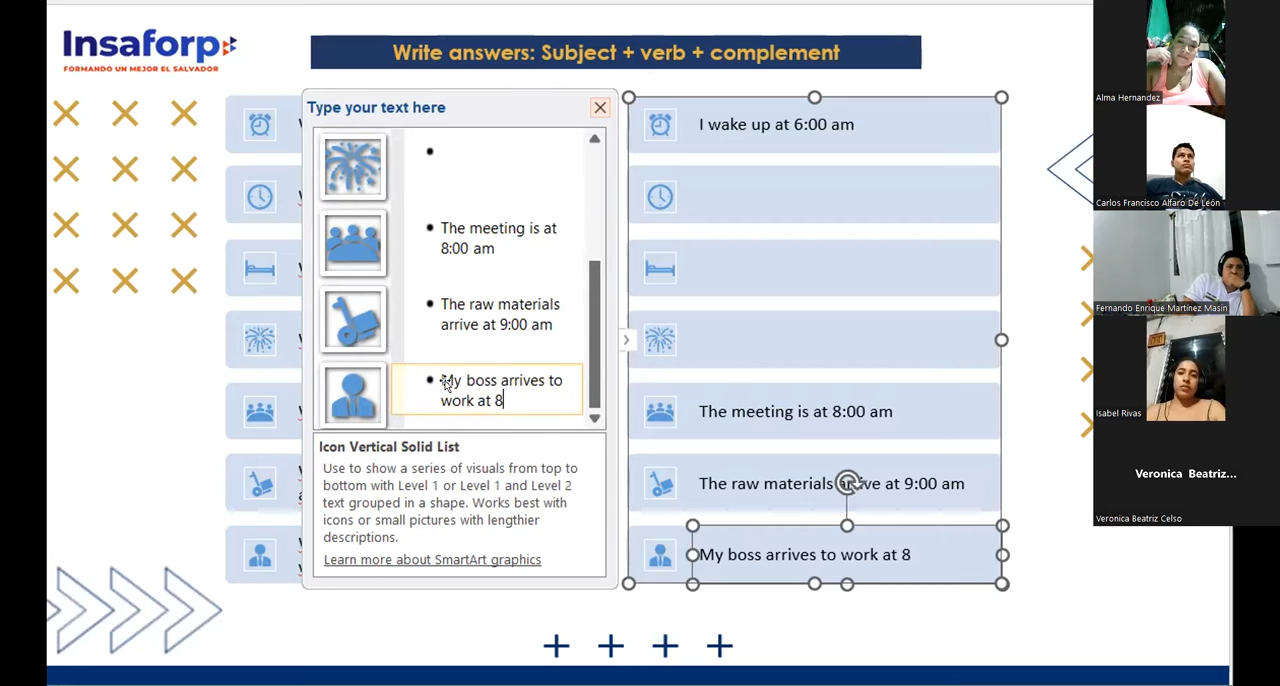 Insaforp
FORMANDO UN MEJOR EL SALVADOR
Write answers: Subject + verb + complement
Type your text here
The meeting is at
8:00 am
The raw materials
arrive at 9:00 am
My boss arrives to
work at 8
Icon Vertical Solid List
Use to show a series of visuals from top to
bottom with Level 1 or Level 1 and Level 2
text grouped in a shape. Works best with
icons or small pictures with lengthier
descriptions.
Learn more about SmartArt graphics
I wake up at 6:00 am
The meeting is at 8:00 am
The raw materials arrive at 9:00 am
My boss arrives to work at 8
Alma Hernandez
Carlos Francisco Alfaro De León
Fernando Enrique Martínez Masin
Isabel Rivas
Veronica Beatriz...
Veronica Beatriz Celso